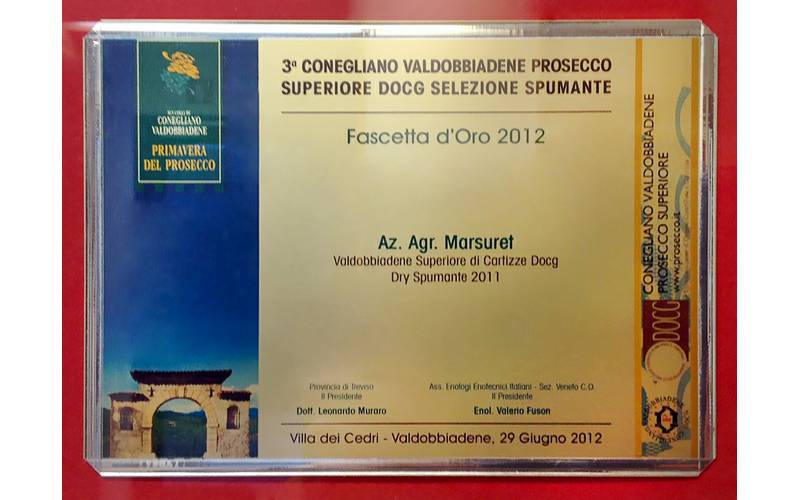 3ª CONEGLIANO VALDOBBIADENE PROSECCO
SUPERIORE DOCG SELEZIONE SPUMANTE
Fascetta d'Oro 2012
Az. Agr. Marsuret
Valdobbiadene Superiore di Cartizze Docg
Dry Spumante 2011
Provincia di Treviso
Il Presidente
Dott. Leonardo Muraro
Ass. Enologi Enotecnici Italiani - Sez. Veneto C.O.
Il Presidente
Enol. Valerio Fuson
Villa dei Cedri - Valdobbiadene, 29 Giugno 2012
CONEGLIANO
VALDOBBIADENE
PRIMAVERA
DEL PROSECCO
CONEGLIANO VALDOBBIADENE
PROSECCO SUPERIORE
www.prosecco.it
DOCG